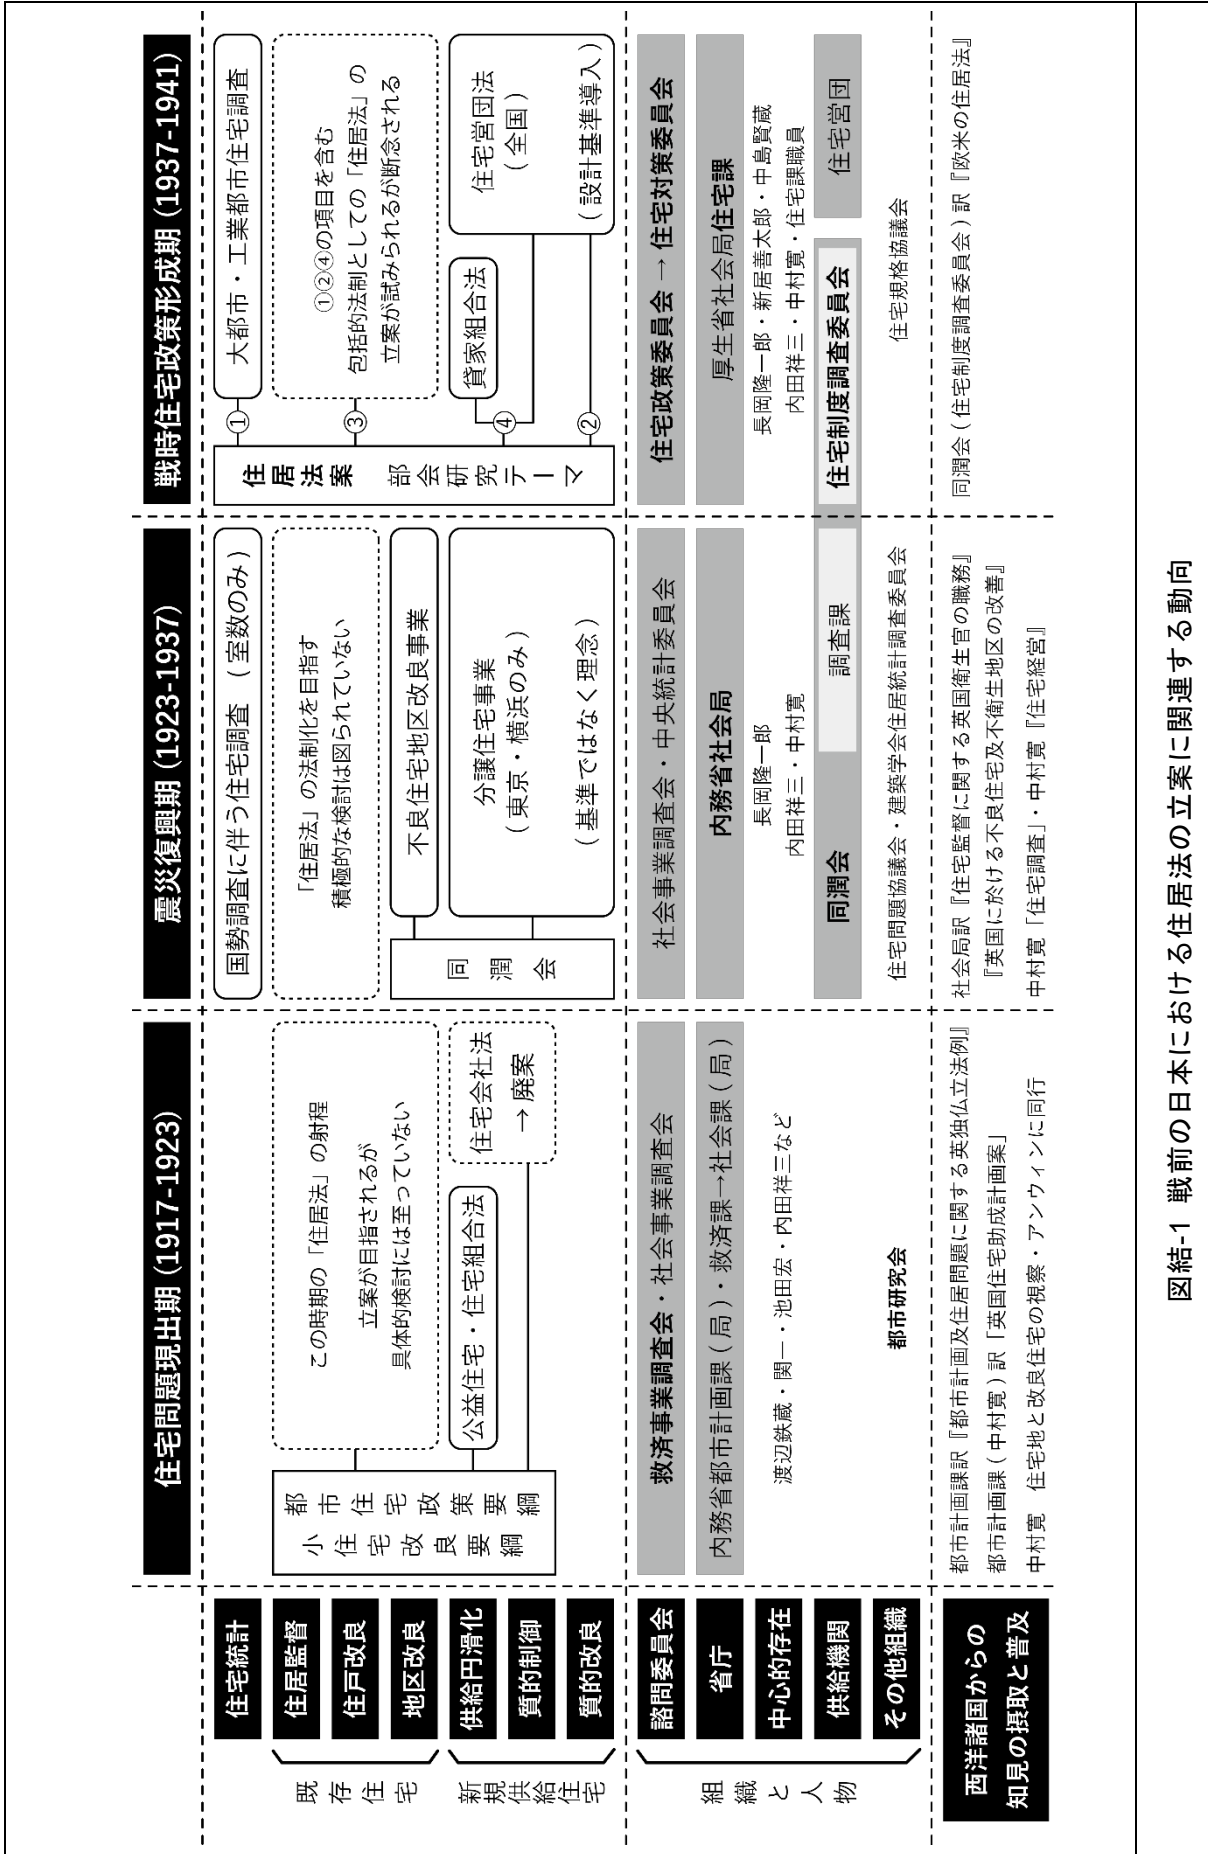 住宅問題現出期 (1917-1923)
震災復興期 (1923-1937)
戦時住宅政策形成期 (1937-1941)
住宅統計
国勢調査に伴う住宅調査 (室数のみ)
①
大都市・工業都市住宅調査
既存住宅
住居監督
住戸改良
地区改良
都市住宅政策要綱
小住宅改良要綱
この時期の「住居法」の射程
立案が目指されるが
具体的検討には至っていない
「住居法」の法制化を目指す
積極的な検討は図られていない
不良住宅地区改良事業
住居法案 部会研究テーマ
③
①②④の項目を含む
包括的法制としての「住居法」の
立案が試みられるが断念される
新規供給住宅
供給円滑化
質的制御
質的改良
公益住宅・住宅組合法
住宅会社法
→ 廃案
同潤会
分譲住宅事業
(東京・横浜のみ)
(基準ではなく理念)
④
貸家組合法
住宅営団法
(全国)
②
(設計基準導入)
組織と人物
諮問委員会
救済事業調査会・社会事業調査会
社会事業調査会・中央統計委員会
住宅政策委員会 → 住宅対策委員会
省庁
内務省都市計画課(局)・救済課→社会課(局)
内務省社会局
厚生省社会局住宅課
中心的存在
渡辺鉄蔵・関一・池田宏・内田祥三など
長岡隆一郎
内田祥三・中村寛
長岡隆一郎・新居善太郎・中島賢蔵
内田祥三・中村寛・住宅課職員
供給機関
同潤会
調査課
住宅制度調査委員会
住宅営団
その他組織
都市研究会
住宅問題協議会・建築学会住居統計調査委員会
住宅規格協議会
西洋諸国からの
知見の摂取と普及
都市計画課訳『都市計画及住居問題に関する英独仏立法例』
都市計画課(中村寛)訳「英国住宅助成計画案」
中村寛 住宅地と改良住宅の視察・アンウィンに同行
社会局訳『住宅監督に関する英国衛生官の職務』
『英国に於ける不良住宅及不衛生地区の改善』
中村寛「住宅調査」・中村寛『住宅経営』
同潤会(住宅制度調査委員会)訳『欧米の住居法』
図結-1 戦前の日本における住居法の立案に関連する動向